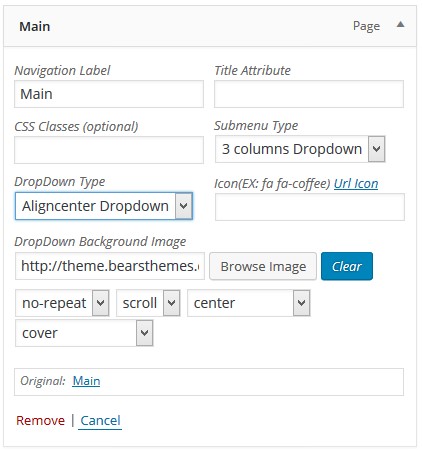 Main Page
Navigation Label Title Attribute
Main
CSS Classes (optional) Submenu Type
3 columns Dropdown
DropDown Type Icon(EX: fa fa-coffee) Url Icon
Aligncenter Dropdown
DropDown Background Image
http://theme.bearsthemes. Browse Image Clear
no-repeat scroll center
cover
Original: Main
Remove | Cancel